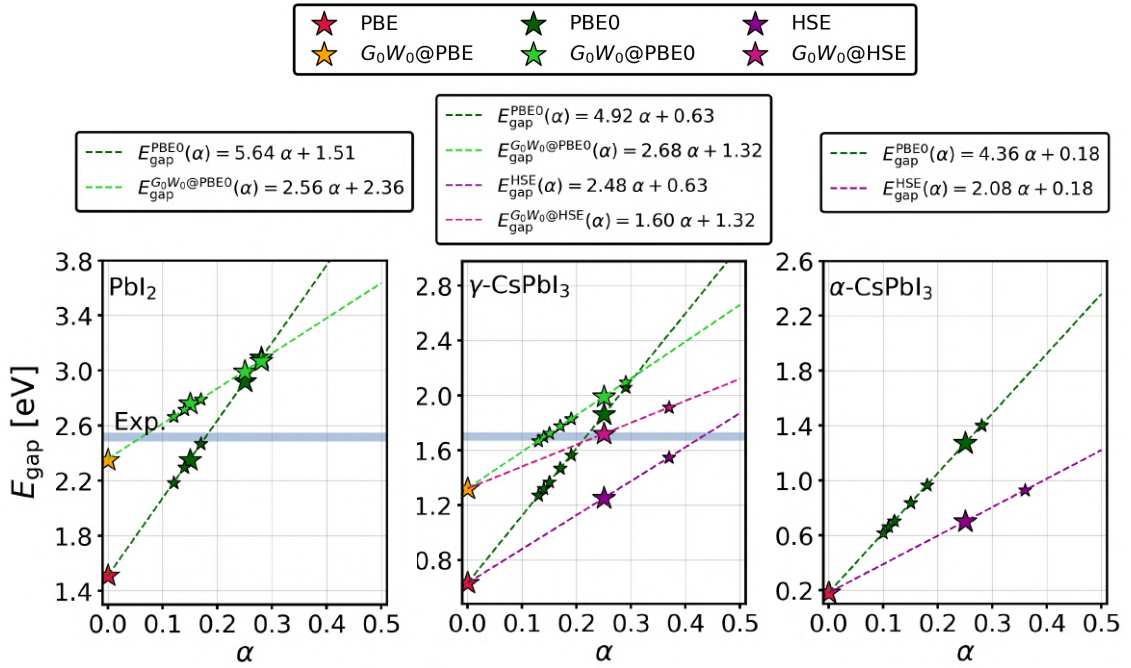 PBE PBE0 HSE
G₀W₀@PBE G₀W₀@PBE0 G₀W₀@HSE
E_gap^PBE0(α) = 5.64 α + 1.51
E_gap^G₀W₀@PBE0(α) = 2.56 α + 2.36
E_gap^PBE0(α) = 4.92 α + 0.63
E_gap^G₀W₀@PBE0(α) = 2.68 α + 1.32
E_gap^HSE(α) = 2.48 α + 0.63
E_gap^G₀W₀@HSE(α) = 1.60 α + 1.32
E_gap^PBE0(α) = 4.36 α + 0.18
E_gap^HSE(α) = 2.08 α + 0.18
E_gap [eV]
PbI₂
Exp.
3.8
3.4
3.0
2.6
2.2
1.8
1.4
0.0 0.1 0.2 0.3 0.4 0.5
α
γ-CsPbI₃
2.8
2.4
2.0
1.6
1.2
0.8
0.0 0.1 0.2 0.3 0.4 0.5
α
α-CsPbI₃
2.6
2.2
1.8
1.4
1.0
0.6
0.2
0.0 0.1 0.2 0.3 0.4 0.5
α